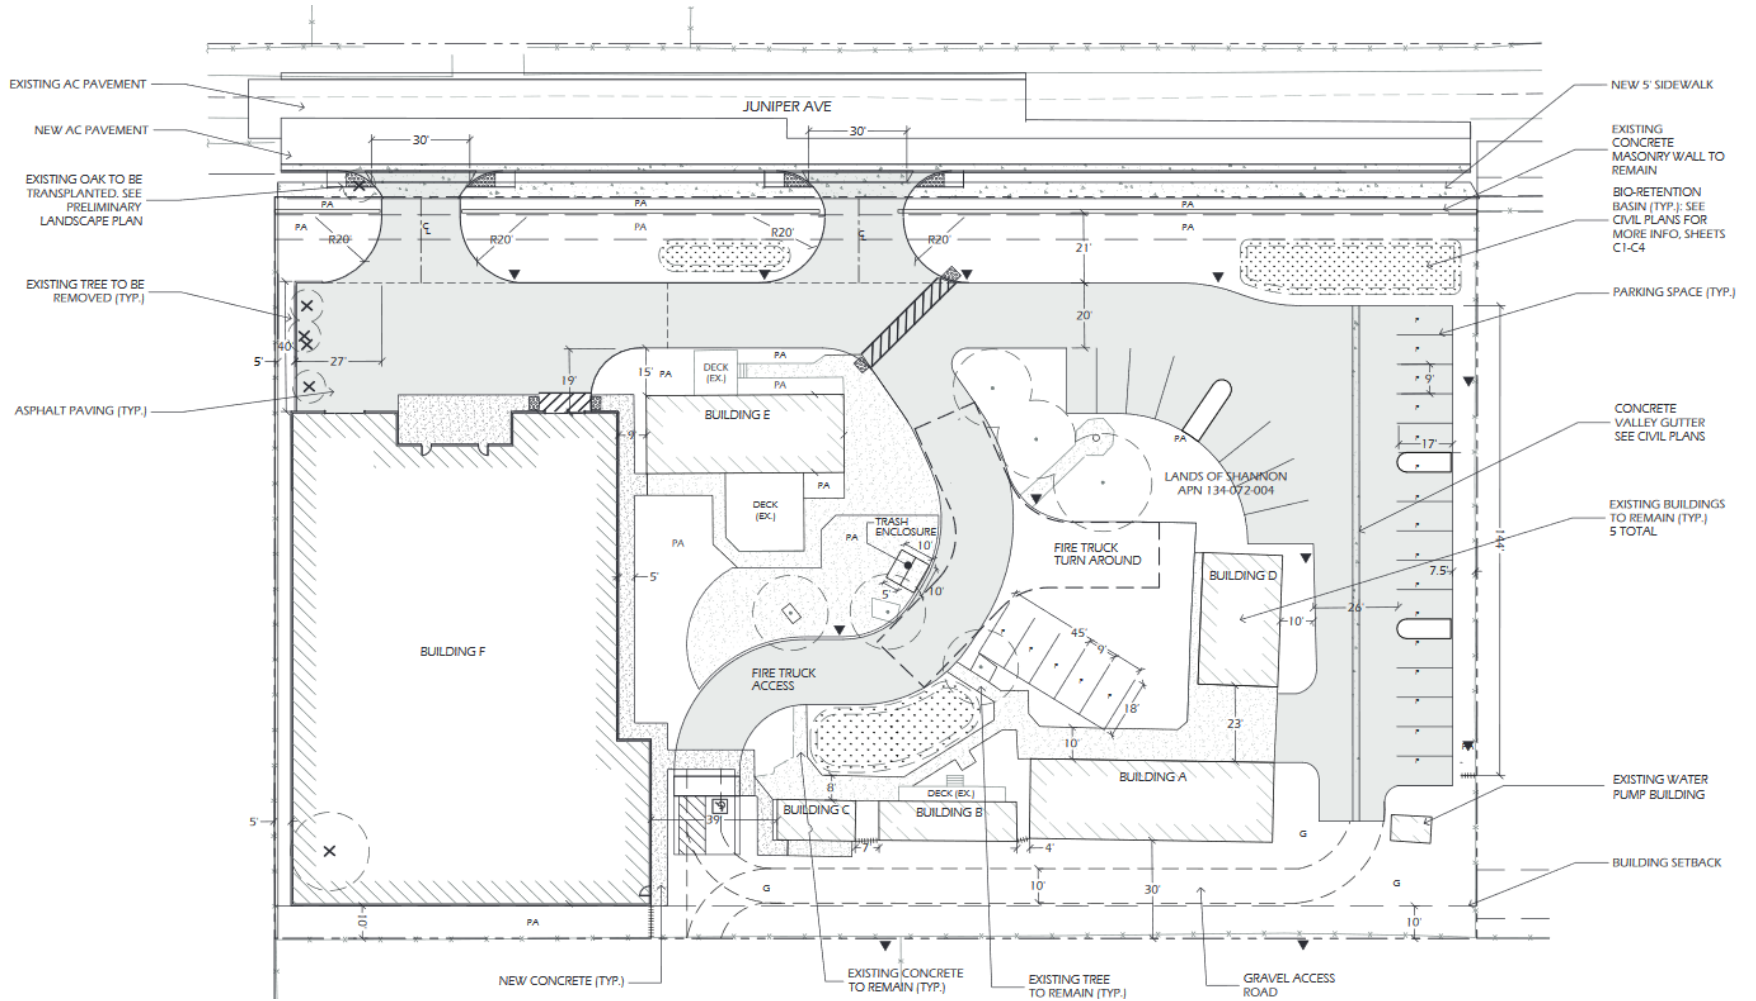 EXISTING AC PAVEMENT
NEW AC PAVEMENT
EXISTING OAK TO BE
TRANSPLANTED. SEE
PRELIMINARY
LANDSCAPE PLAN
EXISTING TREE TO BE
REMOVED (TYP.)
ASPHALT PAVING (TYP.)
JUNIPER AVE
30'
30'
NEW 5' SIDEWALK
EXISTING
CONCRETE
MASONRY WALL TO
REMAIN
BIO-RETENTION
BASIN (TYP.): SEE
CIVIL PLANS FOR
MORE INFO, SHEETS
C1-C4
PARKING SPACE (TYP.)
CONCRETE
VALLEY GUTTER
SEE CIVIL PLANS
EXISTING BUILDINGS
TO REMAIN (TYP.)
5 TOTAL
EXISTING WATER
PUMP BUILDING
BUILDING SETBACK
PA
PA
PA
PA
PA
PA
R20'
R20'
R20'
R20'
21'
20'
40'
5'
27'
19'
15'
PA
DECK
(EX.)
PA
PA
BUILDING E
9'
PA
DECK
(EX.)
PA
TRASH
ENCLOSURE
PA
10'
10'
5'
5'
PA
LANDS OF SHANNON
APN 134-072-004
FIRE TRUCK
TURN AROUND
BUILDING D
9'
17'
144'
7.5'
26'
10'
45'
9'
18'
23'
10'
BUILDING F
FIRE TRUCK
ACCESS
BUILDING A
8'
DECK (EX.)
BUILDING C
BUILDING B
39'
7'
4'
5'
G
G
G
10'
30'
10'
10'
PA
NEW CONCRETE (TYP.)
EXISTING CONCRETE
TO REMAIN (TYP.)
EXISTING TREE
TO REMAIN (TYP.)
GRAVEL ACCESS
ROAD